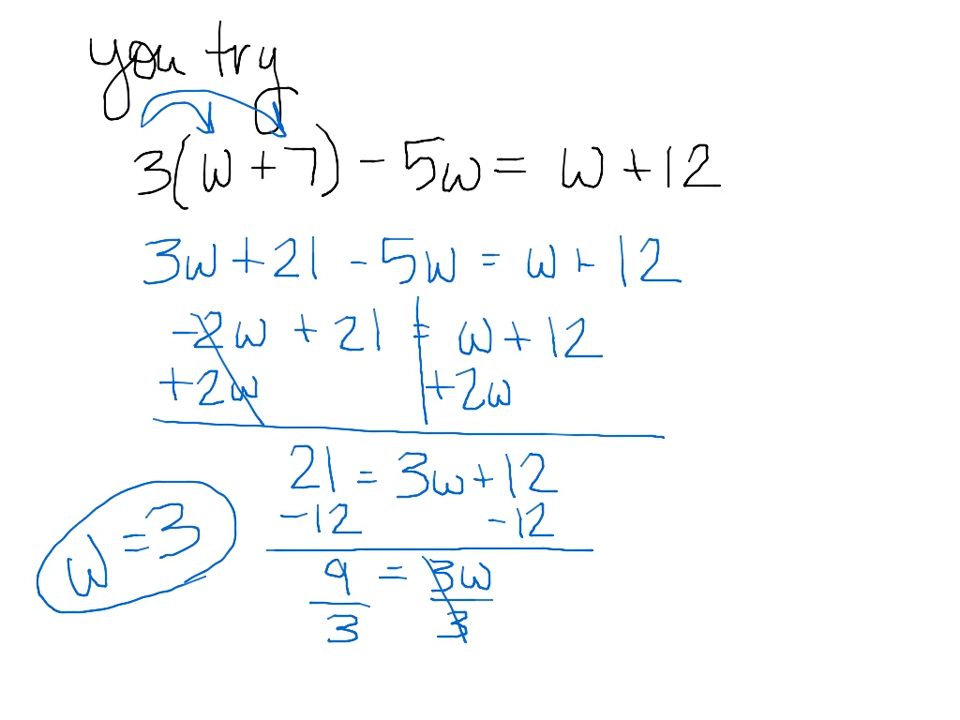 you try
3(w + 7) - 5w = w + 12
3w + 21 - 5w = w + 12
-2w + 21 = w + 12
+2w +2w
21 = 3w + 12
-12 -12
9 = 3w
3 3
w = 3